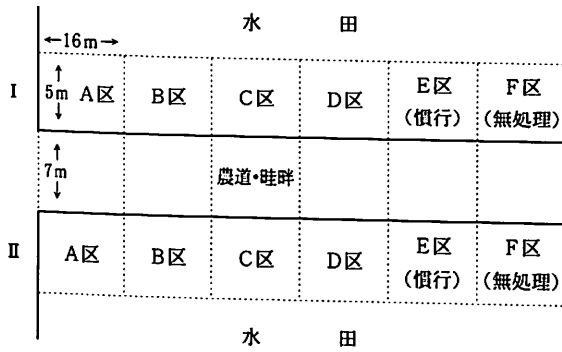 水 田
←16m→
I
↑
5m
↓
A区
B区
C区
D区
E区
(慣行)
F区
(無処理)
↑
7m
↓
農道・畦畔
II
A区
B区
C区
D区
E区
(慣行)
F区
(無処理)
水 田